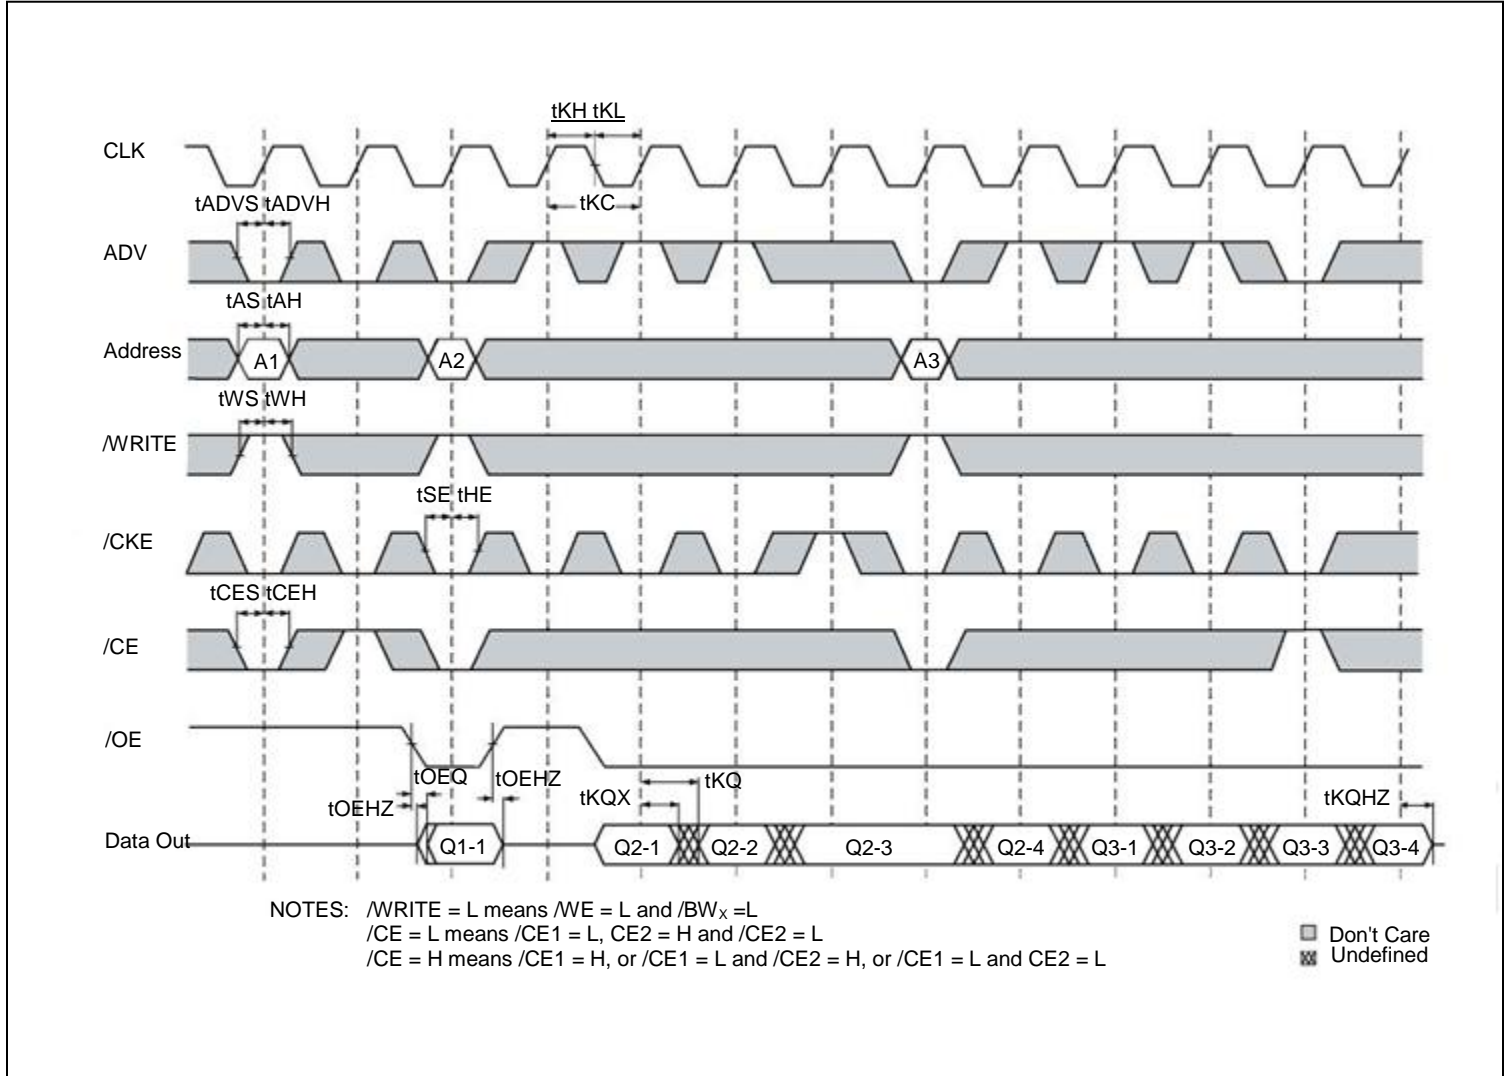 tKH tKL
CLK
tADVS tADVH
tKC
ADV
tAS tAH
Address
A1
A2
A3
tWS tWH
/WRITE
tSE tHE
/CKE
tCES tCEH
/CE
/OE
tOEQ
tOEHZ
tKQ
tOEHZ
tKQX
tKQHZ
Data Out
Q1-1
Q2-1
Q2-2
Q2-3
Q2-4
Q3-1
Q3-2
Q3-3
Q3-4
NOTES: /WRITE = L means /WE = L and /BWX =L
/CE = L means /CE1 = L, CE2 = H and /CE2 = L
/CE = H means /CE1 = H, or /CE1 = L and /CE2 = H, or /CE1 = L and CE2 = L
Don't Care
Undefined